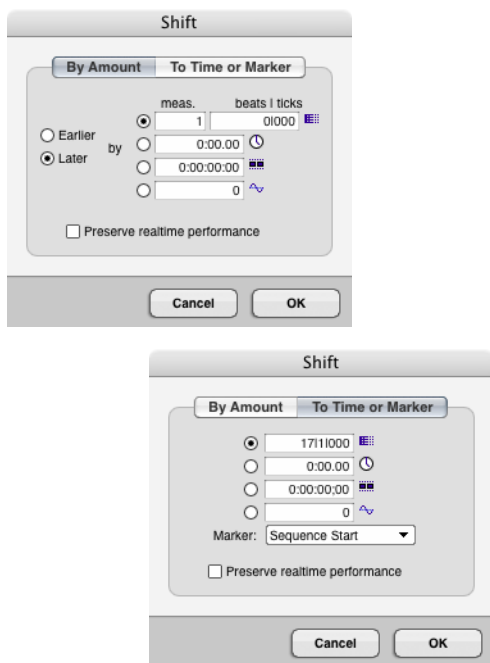 Shift
By Amount To Time or Marker
meas. beats | ticks
1 0|000
Earlier
Later
by
0:00.00
0:00:00:00
0
Preserve realtime performance
Cancel OK
Shift
By Amount To Time or Marker
17|1|000
0:00.00
0:00:00;00
0
Marker: Sequence Start
Preserve realtime performance
Cancel OK